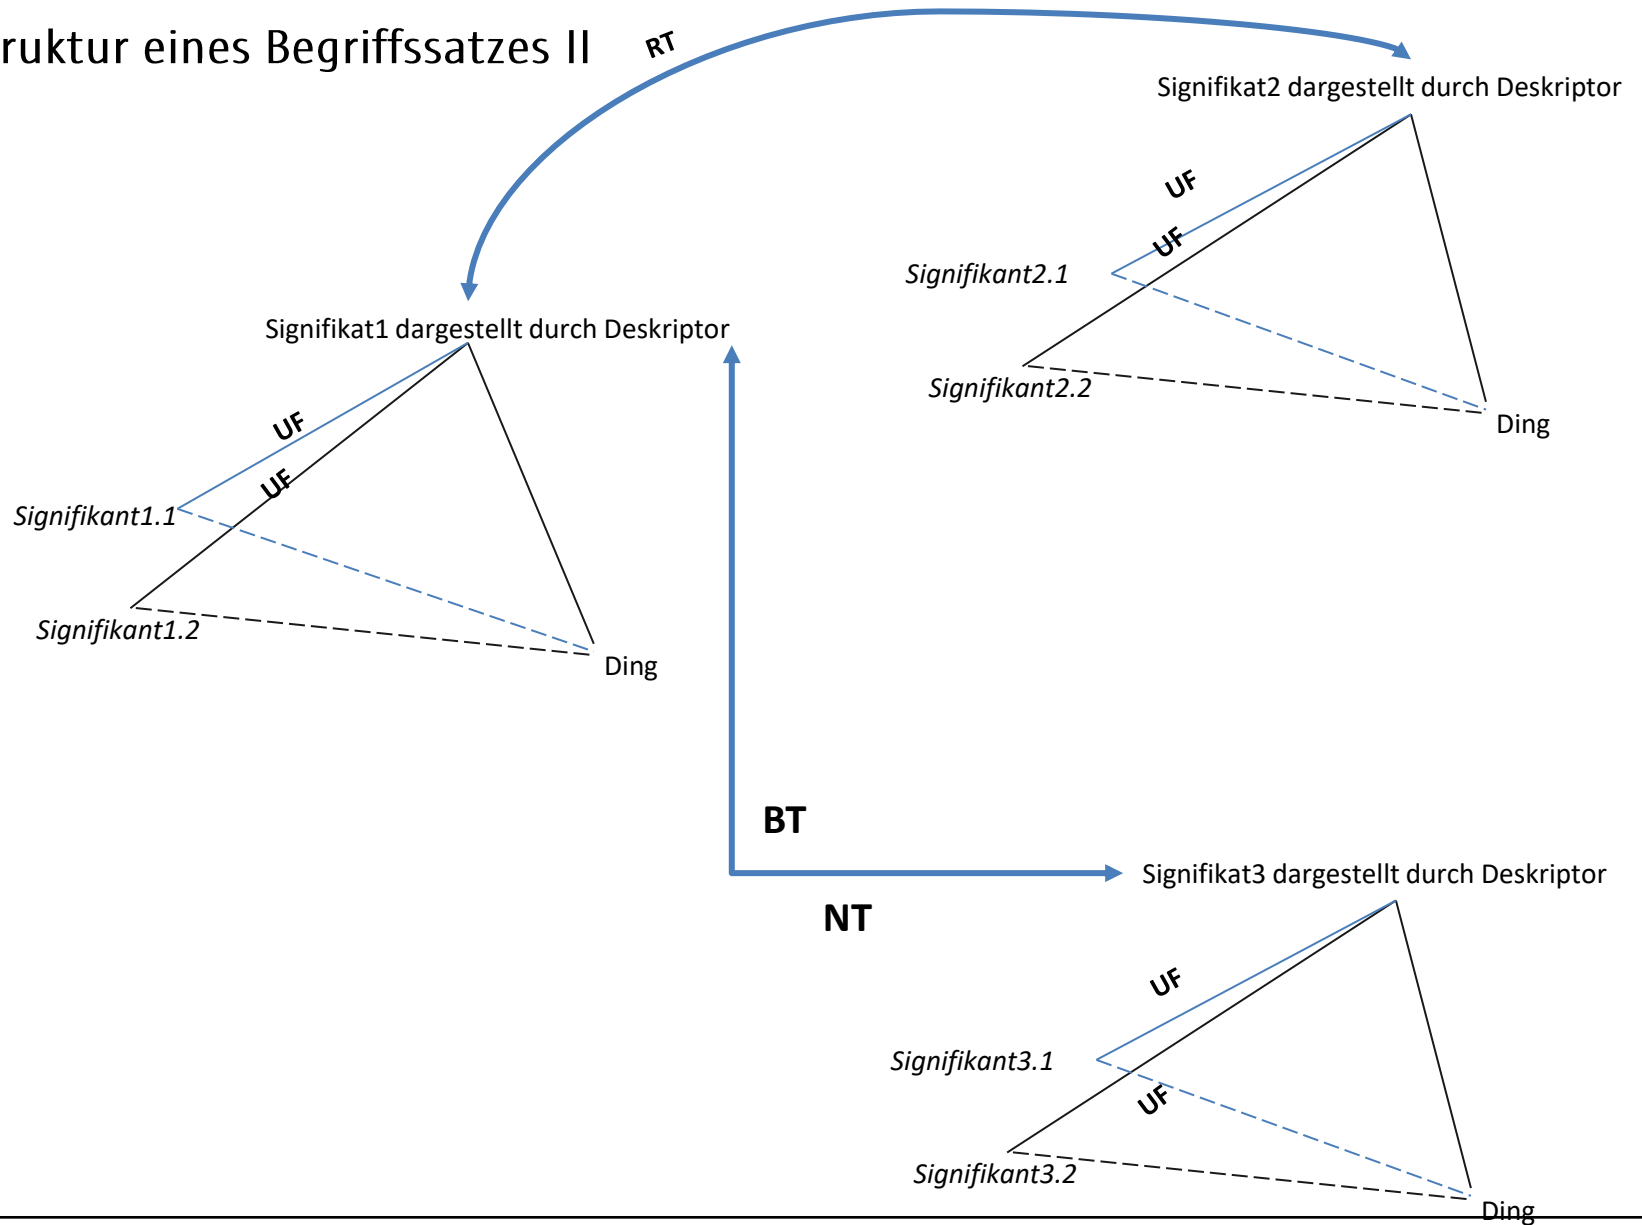 ruktur eines Begriffssatzes II
RT
Signifikat2 dargestellt durch Deskriptor
UF
UF
Signifikant2.1
Signifikant2.2
Ding
Signifikat1 dargestellt durch Deskriptor
UF
UF
Signifikant1.1
Signifikant1.2
Ding
BT
NT
Signifikat3 dargestellt durch Deskriptor
UF
Signifikant3.1
UF
Signifikant3.2
Ding